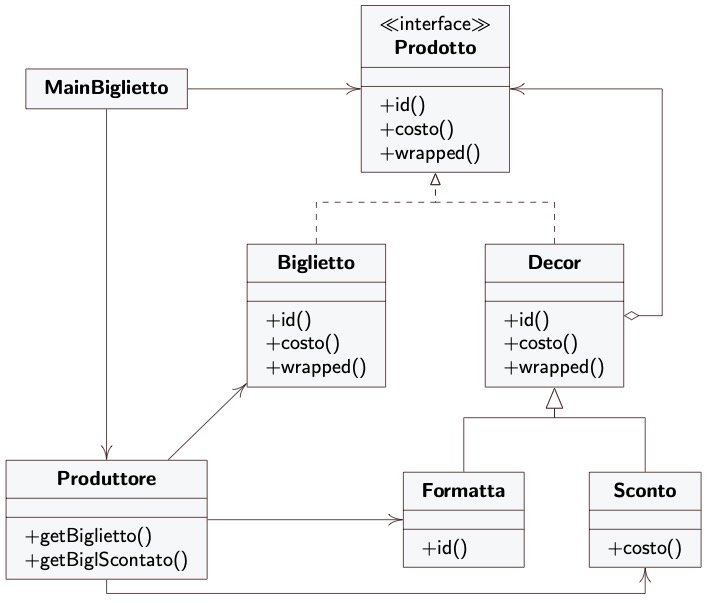 ≪interface≫
Prodotto
+id()
+costo()
+wrapped()
MainBiglietto
Biglietto
+id()
+costo()
+wrapped()
Decor
+id()
+costo()
+wrapped()
Produttore
+getBiglietto()
+getBiglScontato()
Formatta
+id()
Sconto
+costo()